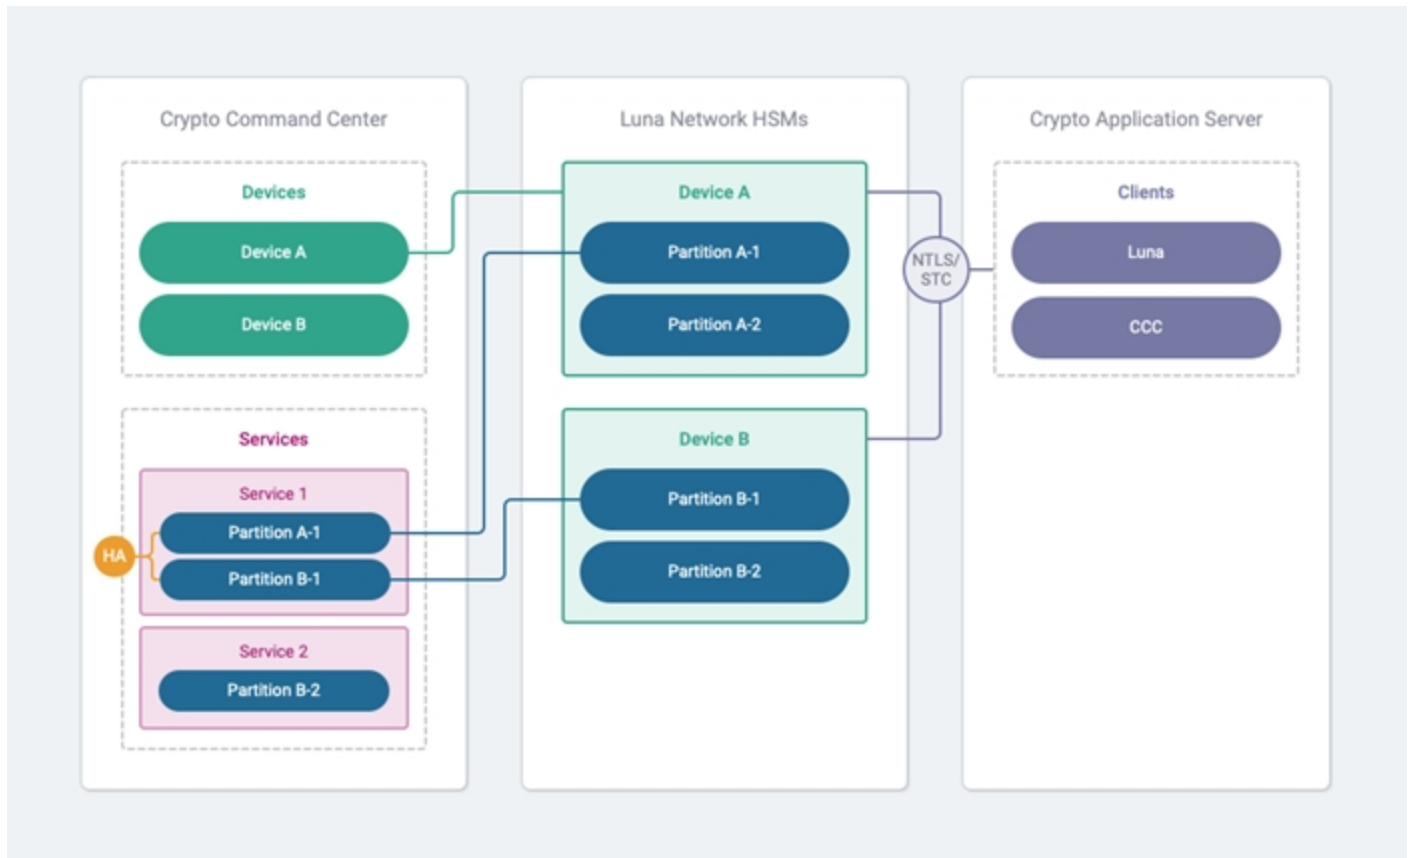 Crypto Command Center
Devices
Device A
Device B
Services
Service 1
Partition A-1
Partition B-1
HA
Service 2
Partition B-2
Luna Network HSMs
Device A
Partition A-1
Partition A-2
Device B
Partition B-1
Partition B-2
NTLS/
STC
Crypto Application Server
Clients
Luna
CCC